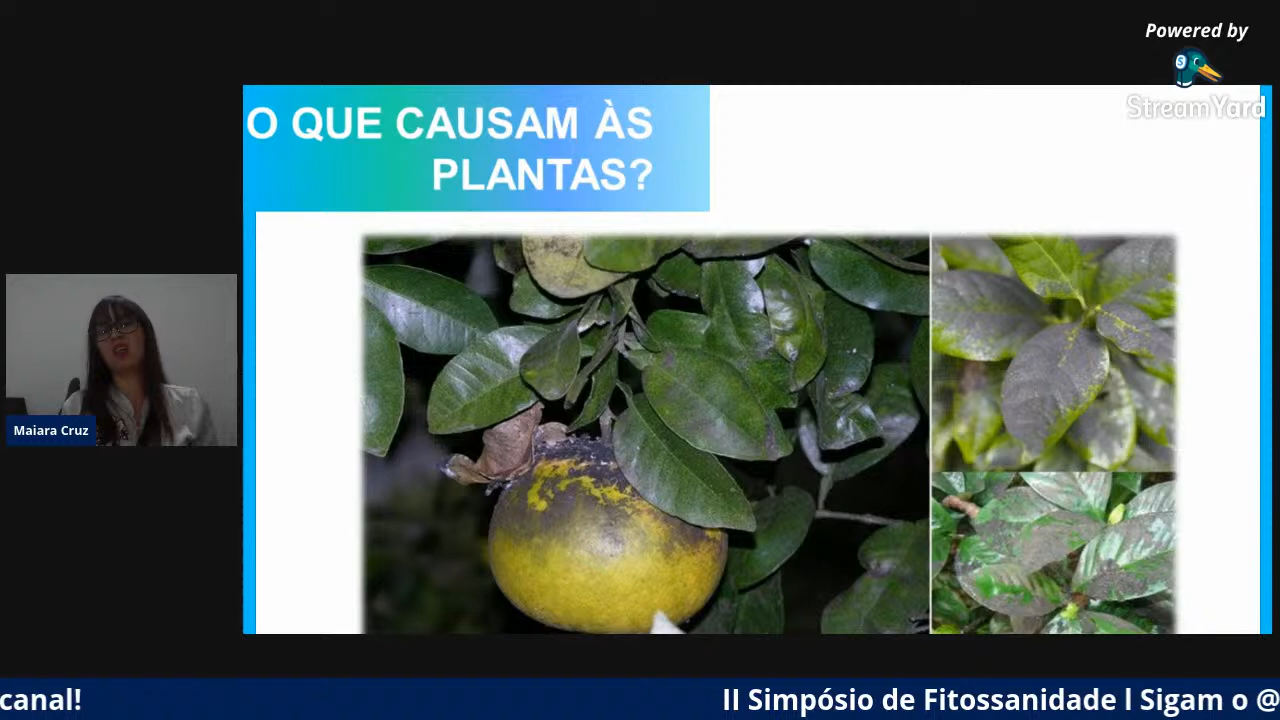 Powered by
StreamYard
O QUE CAUSAM ÀS
PLANTAS?
Maiara Cruz
canal!
II Simpósio de Fitossanidade l Sigam o @